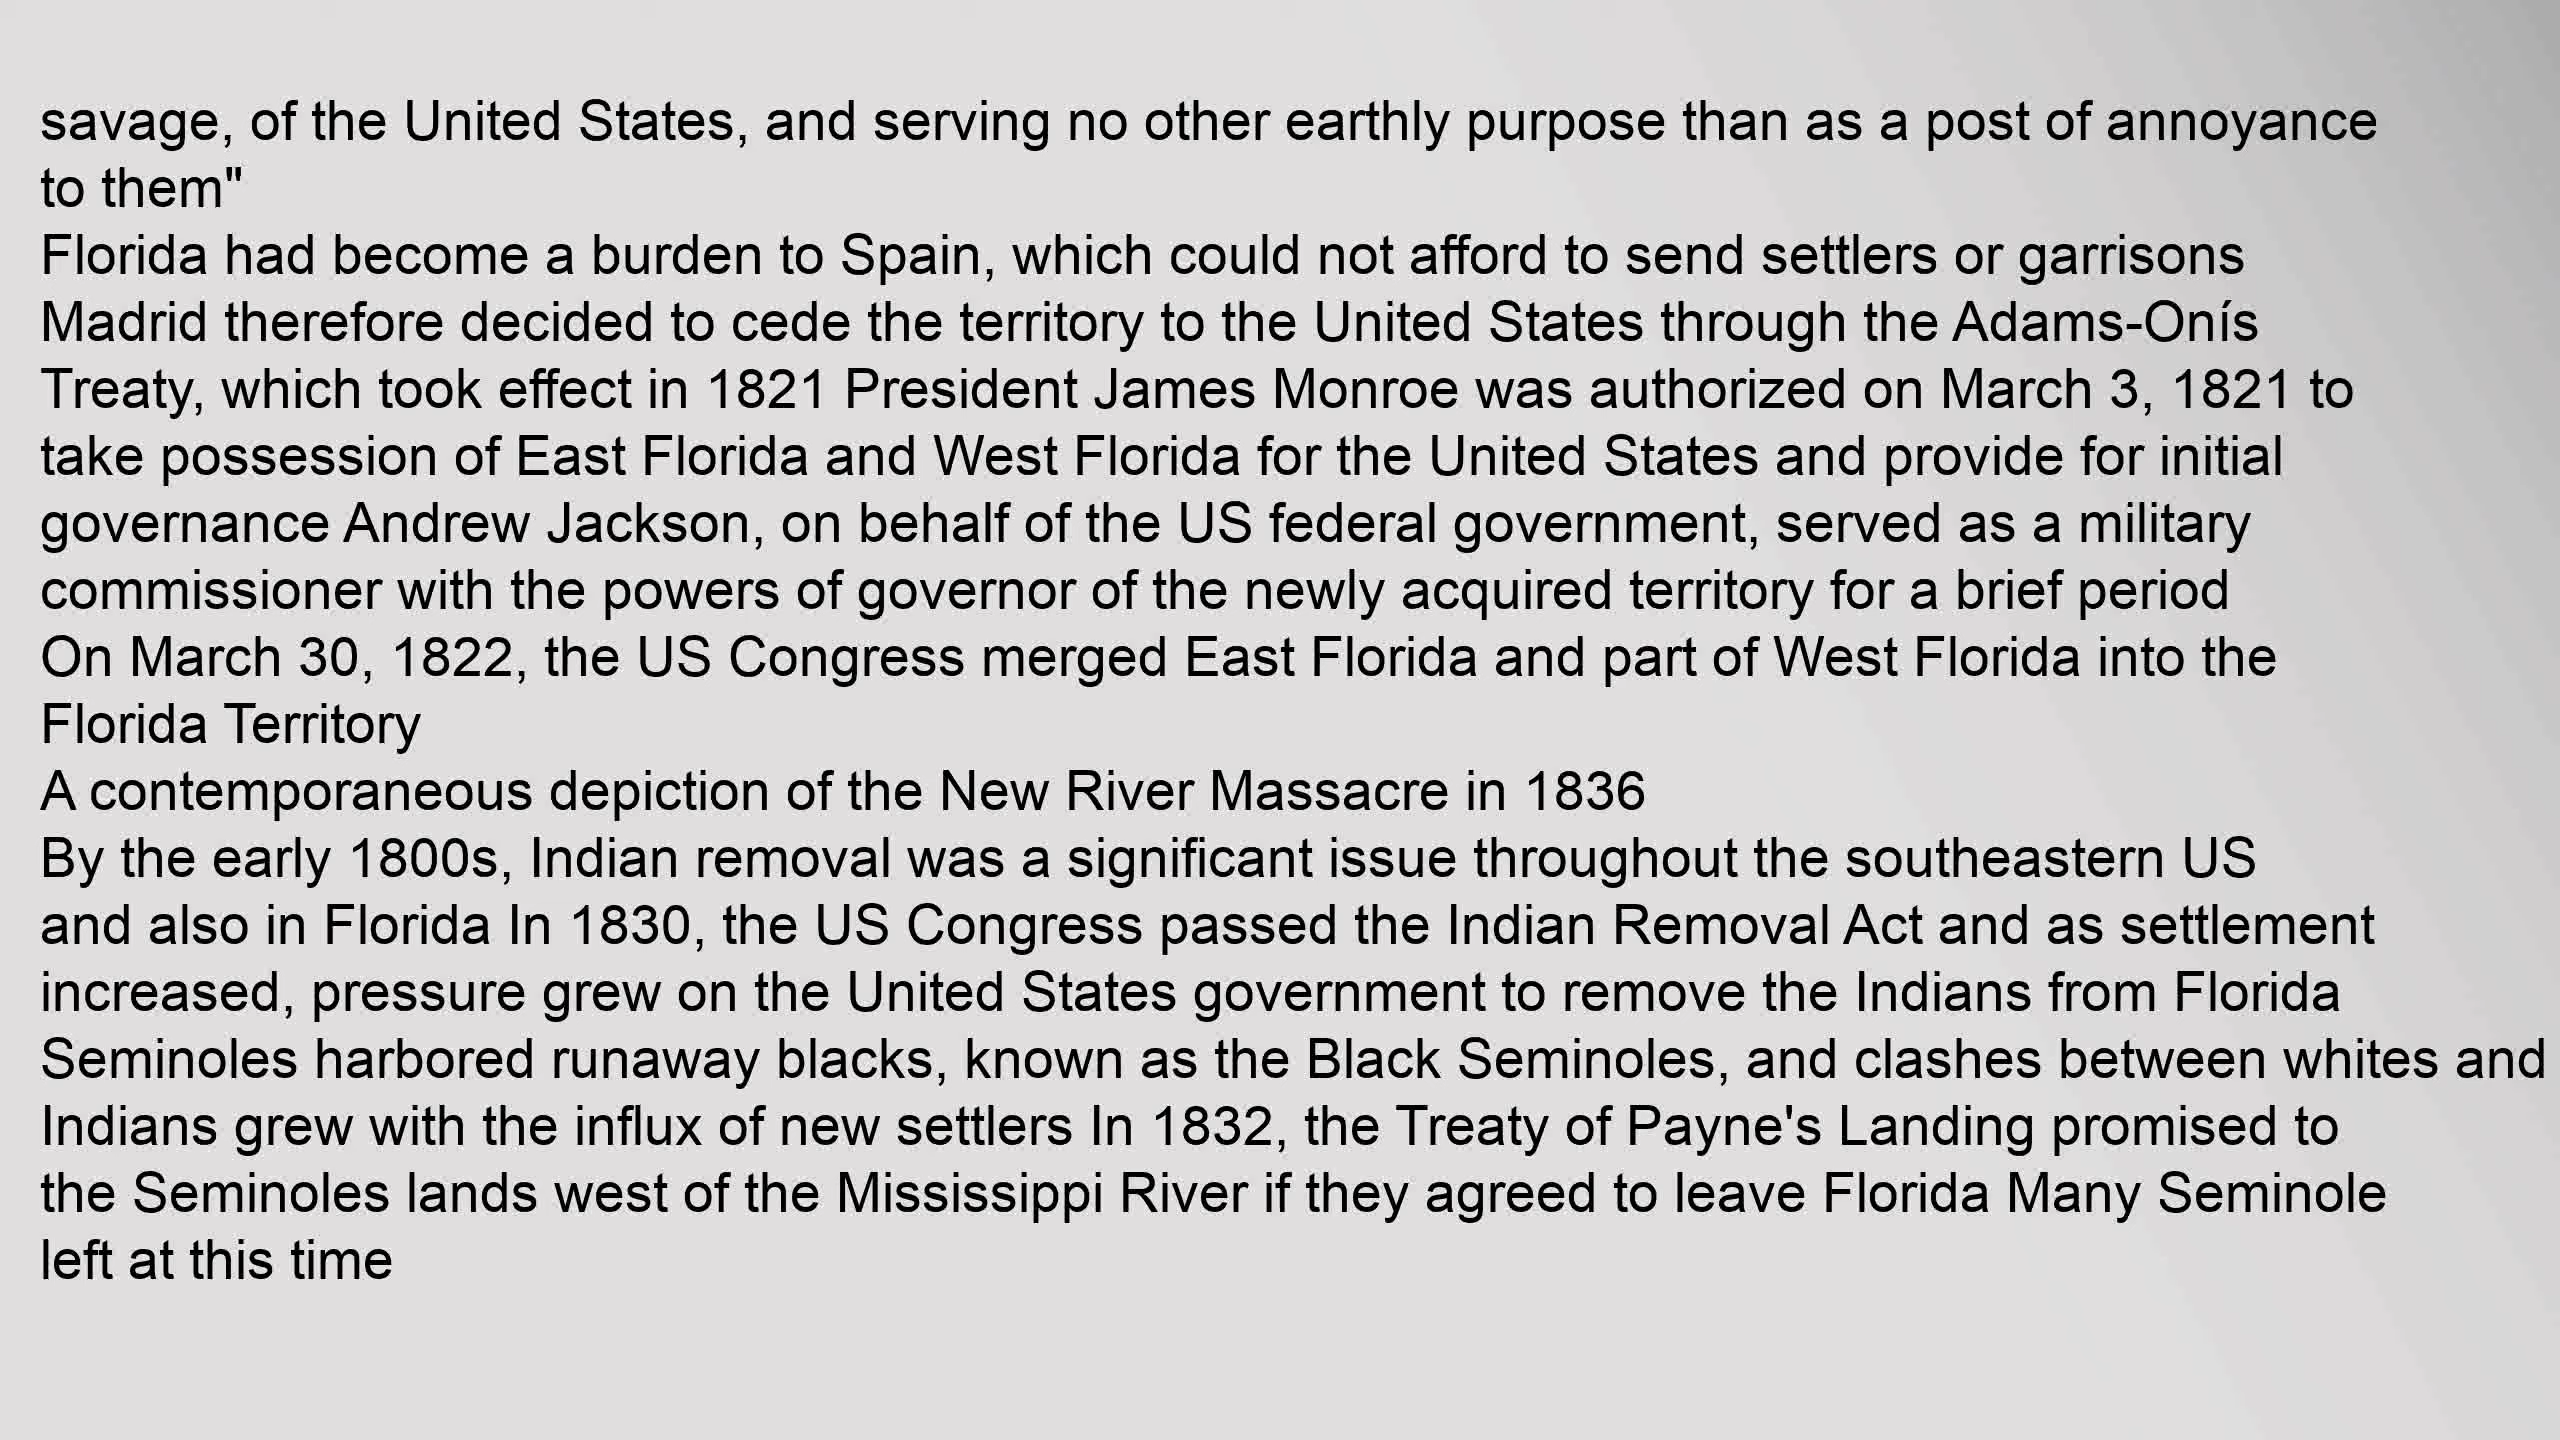 savage, of the United States, and serving no other earthly purpose than as a post of annoyance
to them"
Florida had become a burden to Spain, which could not afford to send settlers or garrisons
Madrid therefore decided to cede the territory to the United States through the Adams-Onís
Treaty, which took effect in 1821 President James Monroe was authorized on March 3, 1821 to
take possession of East Florida and West Florida for the United States and provide for initial
governance Andrew Jackson, on behalf of the US federal government, served as a military
commissioner with the powers of governor of the newly acquired territory for a brief period
On March 30, 1822, the US Congress merged East Florida and part of West Florida into the
Florida Territory
A contemporaneous depiction of the New River Massacre in 1836
By the early 1800s, Indian removal was a significant issue throughout the southeastern US
and also in Florida In 1830, the US Congress passed the Indian Removal Act and as settlement
increased, pressure grew on the United States government to remove the Indians from Florida
Seminoles harbored runaway blacks, known as the Black Seminoles, and clashes between whites and
Indians grew with the influx of new settlers In 1832, the Treaty of Payne's Landing promised to
the Seminoles lands west of the Mississippi River if they agreed to leave Florida Many Seminole
left at this time